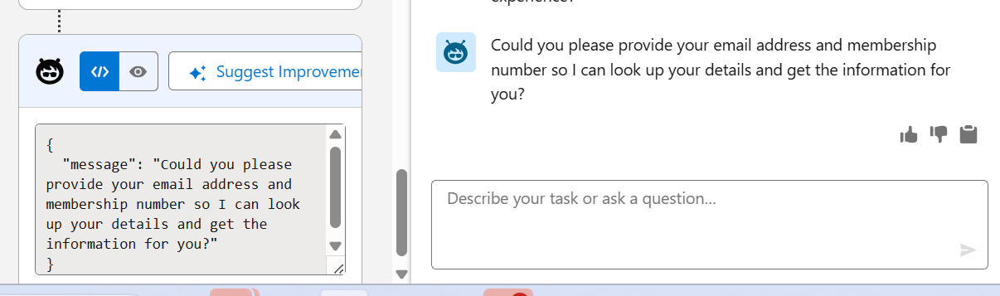 Suggest Improvemer
{
"message": "Could you please
provide your email address and
membership number so I can look
up your details and get the
information for you?"
}
experience?
Could you please provide your email address and membership
number so I can look up your details and get the information for
you?
Describe your task or ask a question...